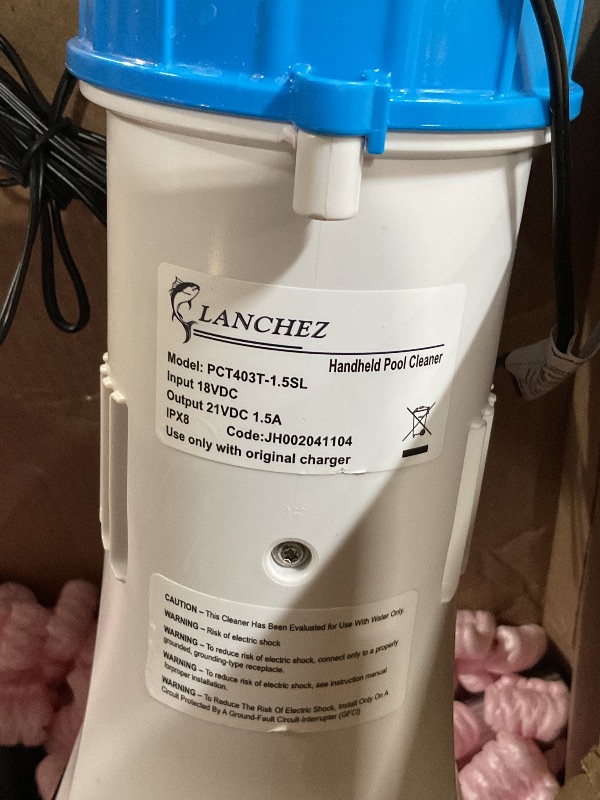 LANCHEZ
Handheld Pool Cleaner
Model: PCT403T-1.5SL
Input 18VDC
Output 21VDC 1.5A
IPX8 Code:JH002041104
Use only with original charger
CAUTION – This Cleaner Has Been Evaluated for Use With Water Only.
WARNING – Risk of electric shock
WARNING – To reduce risk of electric shock, connect only to a properly
grounded, grounding-type receptacle.
WARNING – To reduce risk of electric shock, see instruction manual
forproper installation.
WARNING – To Reduce The Risk Of Electric Shock, Install Only On A
Circuit Protected By A Ground-Fault Circuit-Interrupter (GFCI)